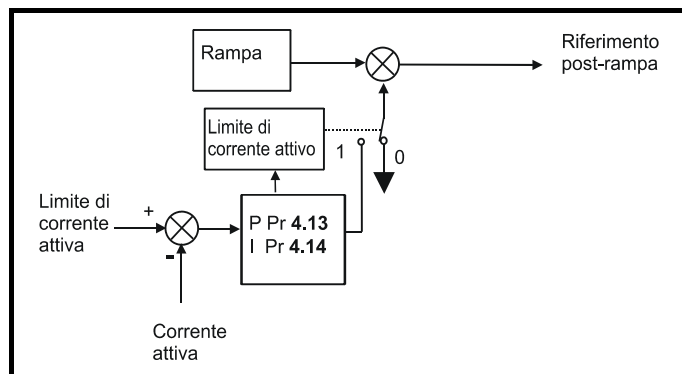 Rampa
Riferimento
post-rampa
Limite di
corrente attivo
1
0
Limite di
corrente
attiva
+
-
P Pr 4.13
I Pr 4.14
Corrente
attiva